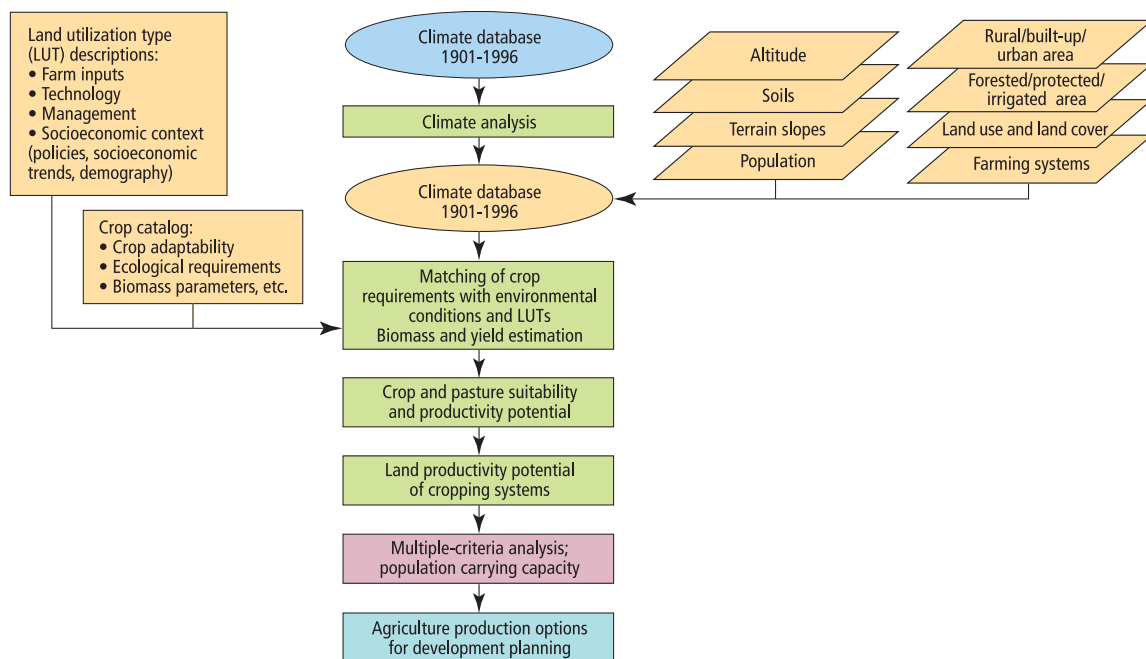 Land utilization type
(LUT) descriptions:
• Farm inputs
• Technology
• Management
• Socioeconomic context
(policies, socioeconomic
trends, demography)
Crop catalog:
• Crop adaptability
• Ecological requirements
• Biomass parameters, etc.
Climate database
1901-1996
Climate analysis
Climate database
1901-1996
Altitude
Soils
Terrain slopes
Population
Rural/built-up/
urban area
Forested/protected/
irrigated area
Land use and land cover
Farming systems
Matching of crop
requirements with environmental
conditions and LUTs
Biomass and yield estimation
Crop and pasture suitability
and productivity potential
Land productivity potential
of cropping systems
Multiple-criteria analysis;
population carrying capacity
Agriculture production options
for development planning